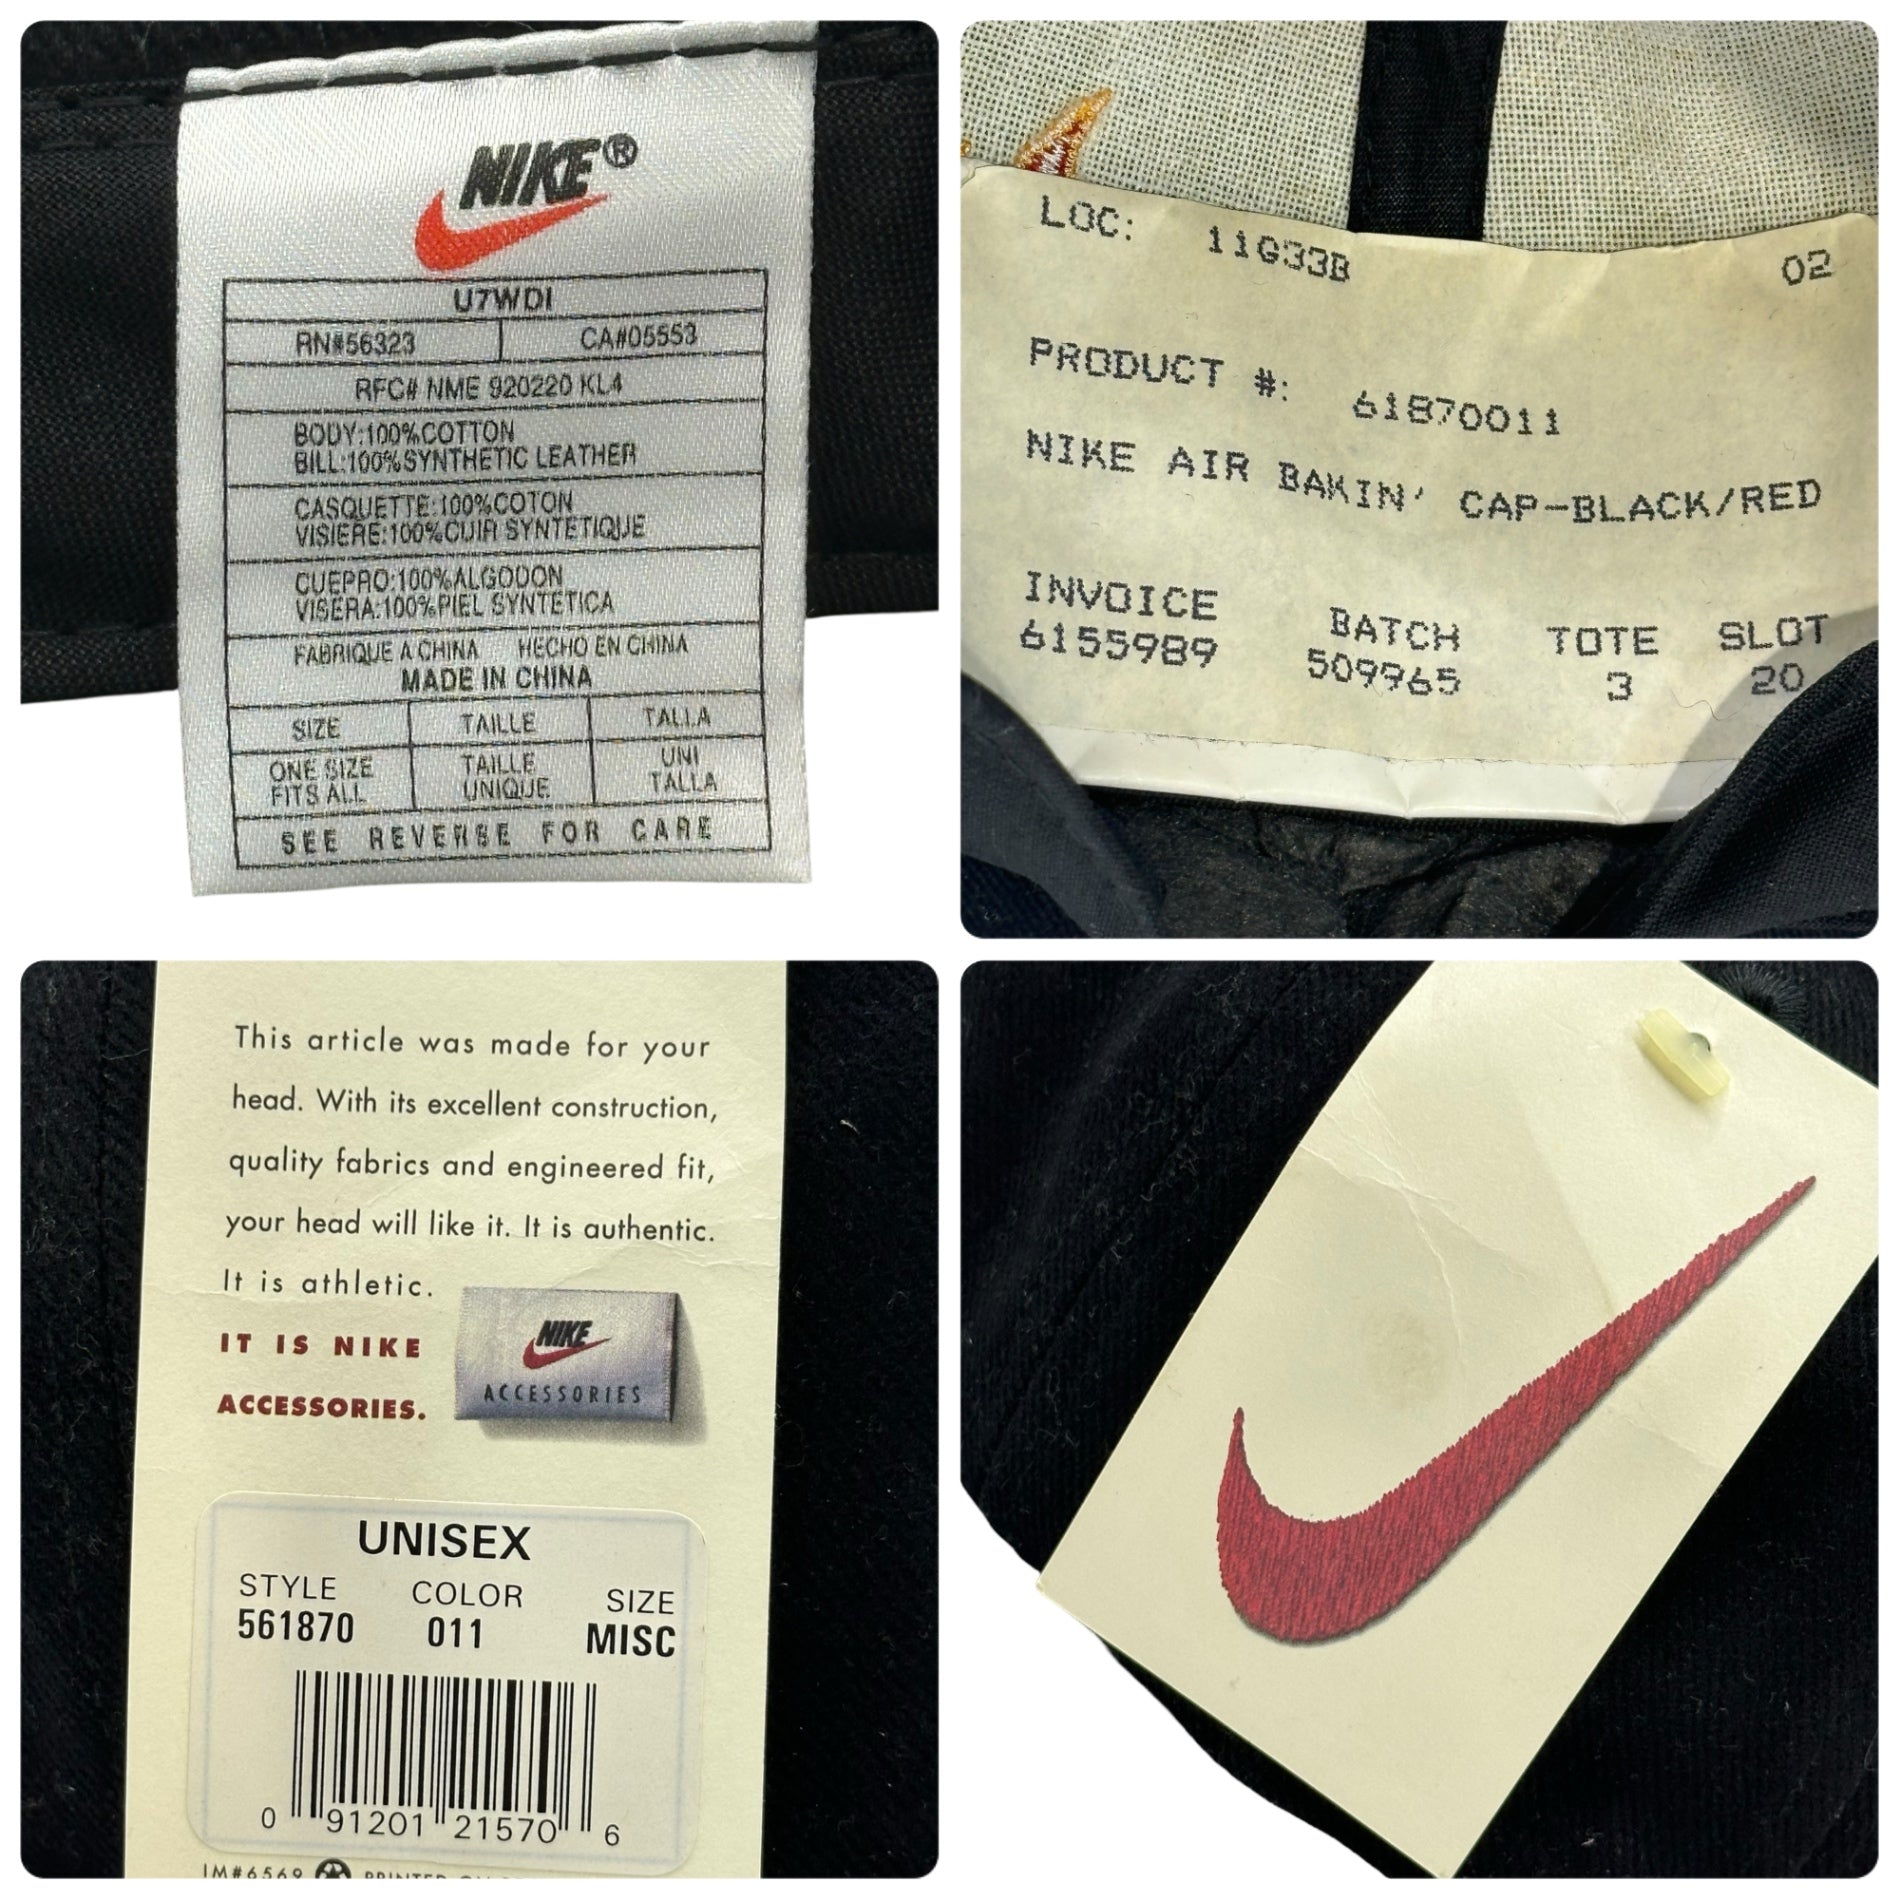 NIKE®
U7WDI
RN#56323 CA#05553
RFC# NME 920220 KL4
BODY:100%COTTON
BILL:100%SYNTHETIC LEATHER
CASQUETTE:100%COTON
VISIERE:100%CUIR SYNTETIQUE
CUEPRO:100%ALGODON
VISERA:100%PIEL SYNTETICA
FABRIQUE A CHINA HECHO EN CHINA
MADE IN CHINA
SIZE TAILLE TALLA
ONE SIZE TAILLE UNI
FITS ALL UNIQUE TALLA
SEE REVERSE FOR CARE
LOC: 11G33B 02
PRODUCT #: 61870011
NIKE AIR BAKIN' CAP-BLACK/RED
INVOICE BATCH TOTE SLOT
6155989 509965 3 20
This article was made for your
head. With its excellent construction,
quality fabrics and engineered fit,
your head will like it. It is authentic.
It is athletic.
IT IS NIKE
ACCESSORIES.
NIKE
ACCESSORIES
UNISEX
STYLE COLOR SIZE
561870 011 MISC
0 91201 21570 6
IM#6569 PRINTED ON